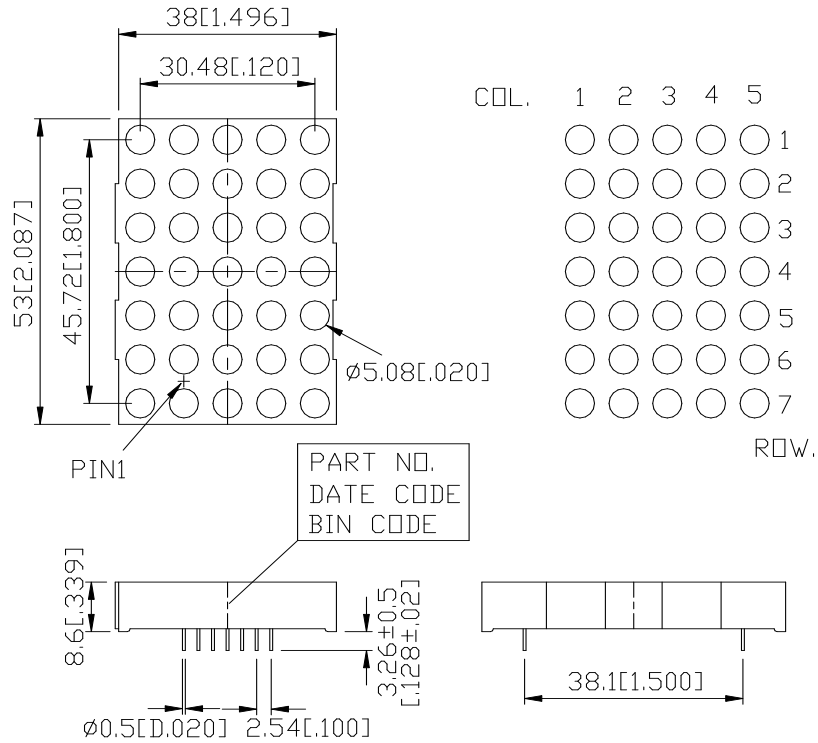 38[1.496]
30.48[.120]
53[2.087]
45.72[1.800]
Ø5.08[.020]
PIN1
COL. 1 2 3 4 5
1
2
3
4
5
6
7
ROW.
PART NO.
DATE CODE
BIN CODE
8.6[.339]
3.26±0.5
[.128±.02]
Ø0.5[D.020]
2.54[.100]
38.1[1.500]